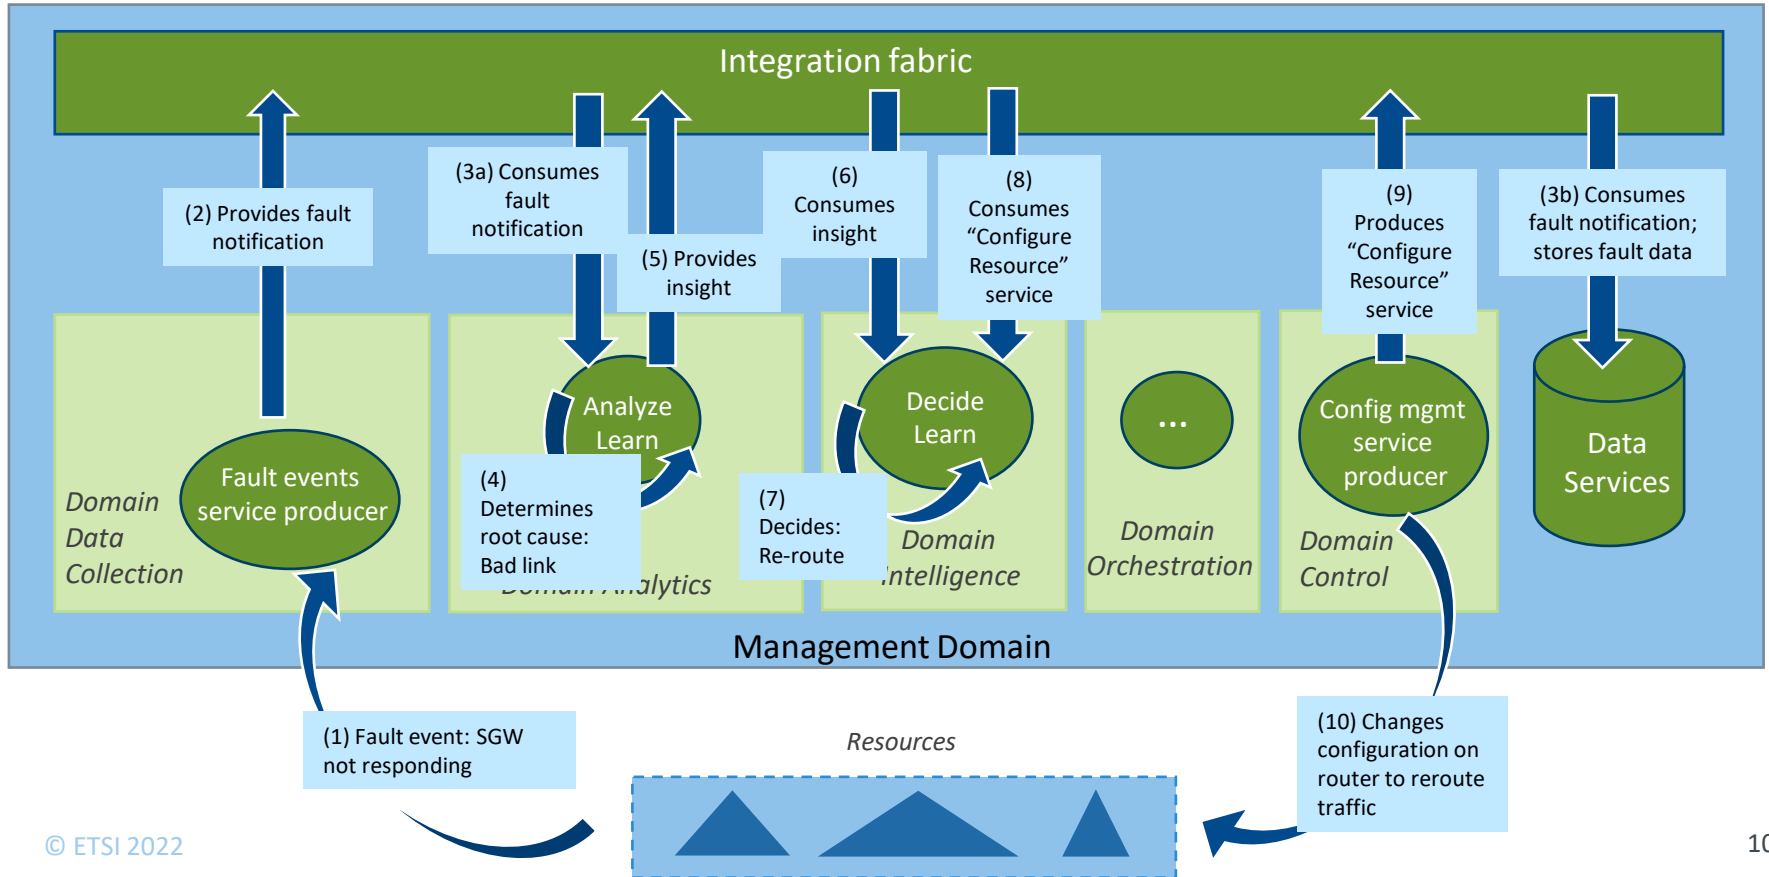 Integration fabric
(2) Provides fault
notification
(3a) Consumes
fault
notification
(5) Provides
insight
(6)
Consumes
insight
(8)
Consumes
“Configure
Resource”
service
(9)
Produces
“Configure
Resource”
service
(3b) Consumes
fault notification;
stores fault data
Fault events
service producer
Domain
Data
Collection
Analyze
Learn
(4)
Determines
root cause:
Bad link
Domain Analytics
Decide
Learn
(7)
Decides:
Re-route
Domain
Intelligence
...
Domain
Orchestration
Config mgmt
service
producer
Domain
Control
Data
Services
Management Domain
(1) Fault event: SGW
not responding
Resources
(10) Changes
configuration on
router to reroute
traffic
© ETSI 2022
10